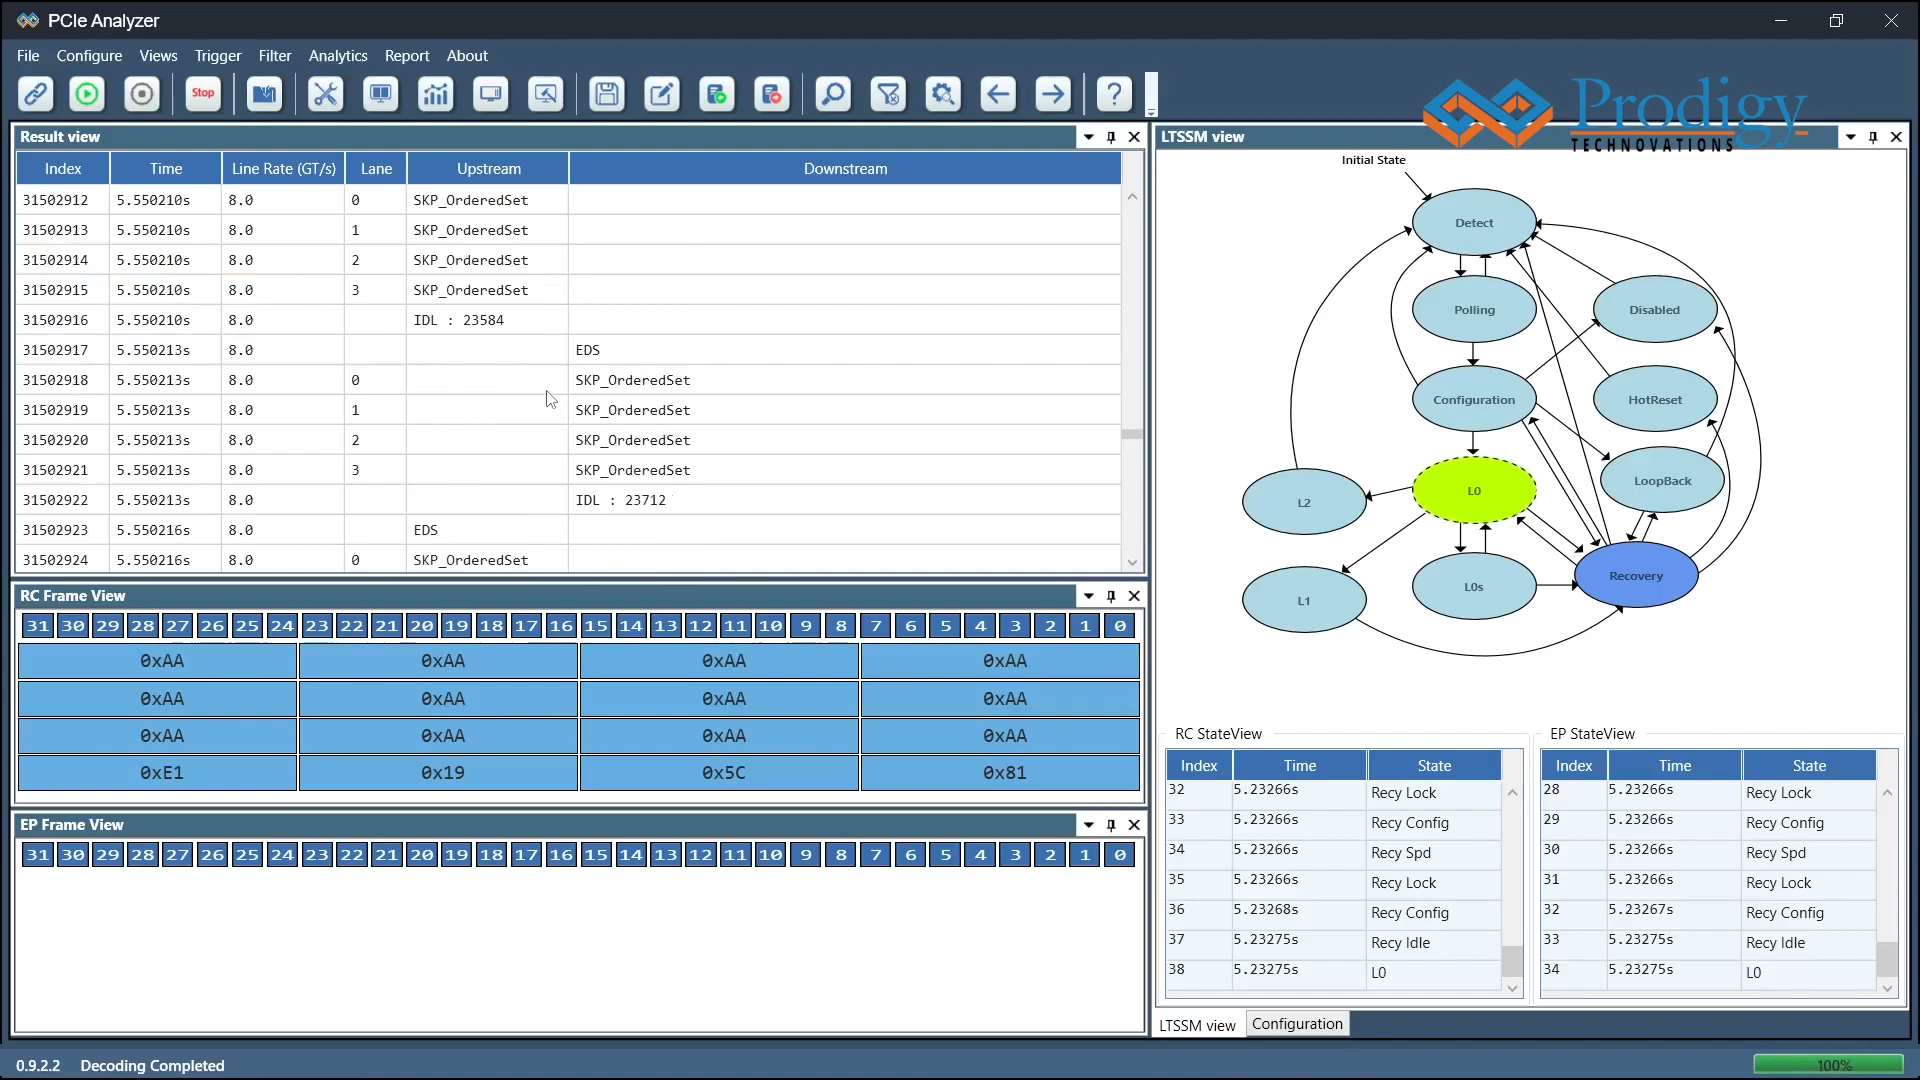 PCIe Analyzer
File Configure Views Trigger Filter Analytics Report About
Stop
Prodigy
TECHNOVATIONS
Result view
Index Time Line Rate (GT/s) Lane Upstream Downstream
31502912 5.550210s 8.0 0 SKP_OrderedSet
31502913 5.550210s 8.0 1 SKP_OrderedSet
31502914 5.550210s 8.0 2 SKP_OrderedSet
31502915 5.550210s 8.0 3 SKP_OrderedSet
31502916 5.550210s 8.0 IDL : 23584
31502917 5.550213s 8.0 EDS
31502918 5.550213s 8.0 0 SKP_OrderedSet
31502919 5.550213s 8.0 1 SKP_OrderedSet
31502920 5.550213s 8.0 2 SKP_OrderedSet
31502921 5.550213s 8.0 3 SKP_OrderedSet
31502922 5.550213s 8.0 IDL : 23712
31502923 5.550216s 8.0 EDS
31502924 5.550216s 8.0 0 SKP_OrderedSet
RC Frame View
31 30 29 28 27 26 25 24 23 22 21 20 19 18 17 16 15 14 13 12 11 10 9 8 7 6 5 4 3 2 1 0
0xAA 0xAA 0xAA 0xAA
0xAA 0xAA 0xAA 0xAA
0xAA 0xAA 0xAA 0xAA
0xE1 0x19 0x5C 0x81
EP Frame View
31 30 29 28 27 26 25 24 23 22 21 20 19 18 17 16 15 14 13 12 11 10 9 8 7 6 5 4 3 2 1 0
LTSSM view
Initial State
Detect
Polling
Disabled
Configuration
HotReset
L0
LoopBack
L2
Recovery
L0s
L1
RC StateView
Index Time State
32 5.23266s Recy Lock
33 5.23266s Recy Config
34 5.23266s Recy Spd
35 5.23266s Recy Lock
36 5.23268s Recy Config
37 5.23275s Recy Idle
38 5.23275s L0
EP StateView
Index Time State
28 5.23266s Recy Lock
29 5.23266s Recy Config
30 5.23266s Recy Spd
31 5.23266s Recy Lock
32 5.23267s Recy Config
33 5.23275s Recy Idle
34 5.23275s L0
LTSSM view Configuration
0.9.2.2 Decoding Completed
100%